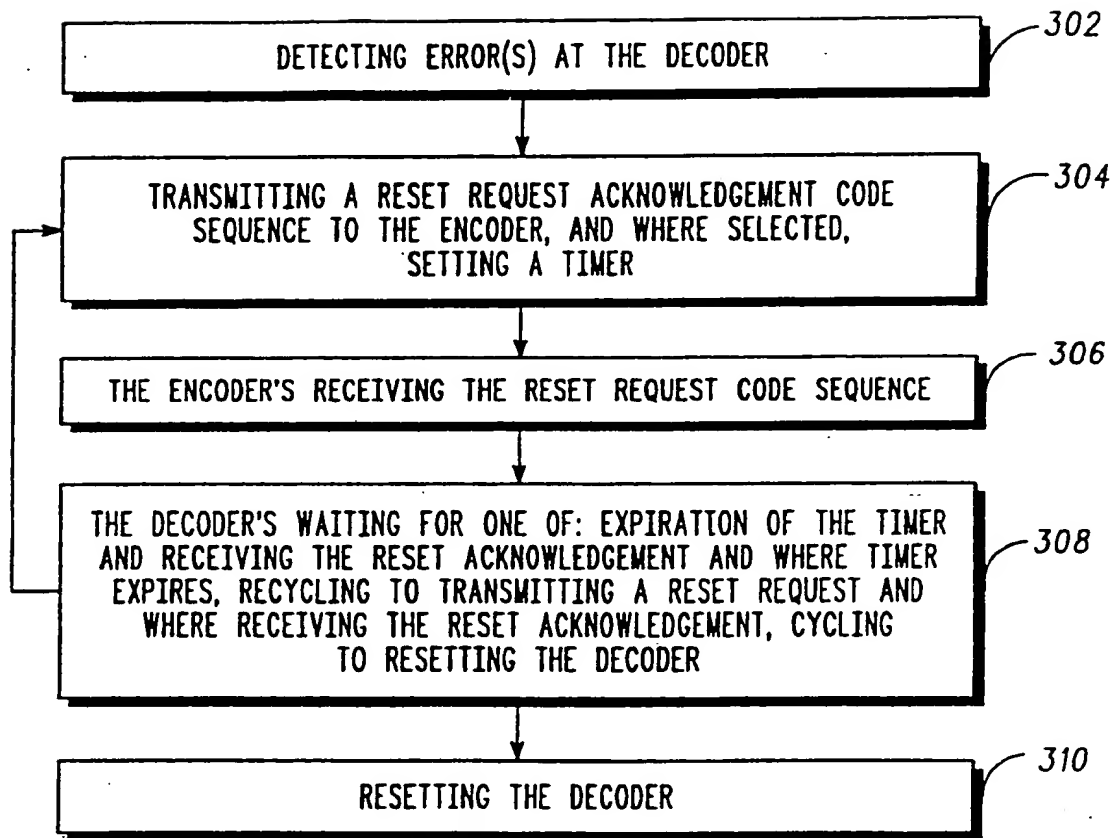 302
DETECTING ERROR(S) AT THE DECODER
304
TRANSMITTING A RESET REQUEST ACKNOWLEDGEMENT CODE
SEQUENCE TO THE ENCODER, AND WHERE SELECTED,
SETTING A TIMER
306
THE ENCODER'S RECEIVING THE RESET REQUEST CODE SEQUENCE
THE DECODER'S WAITING FOR ONE OF: EXPIRATION OF THE TIMER
AND RECEIVING THE RESET ACKNOWLEDGEMENT AND WHERE TIMER
EXPIRES, RECYCLING TO TRANSMITTING A RESET REQUEST AND
WHERE RECEIVING THE RESET ACKNOWLEDGEMENT, CYCLING
TO RESETTING THE DECODER
308
310
RESETTING THE DECODER